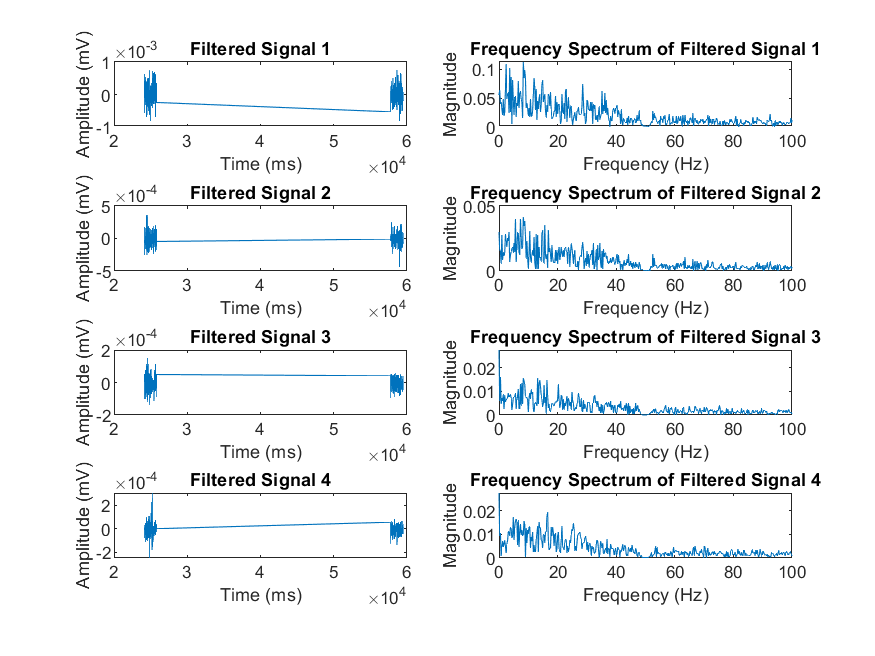 Filtered Signal 1
×10⁻³
Amplitude (mV)
1
0
-1
2 3 4 5 6
Time (ms)
×10⁴
Frequency Spectrum of Filtered Signal 1
Magnitude
0.1
0.05
0
0 20 40 60 80 100
Frequency (Hz)
Filtered Signal 2
×10⁻⁴
Amplitude (mV)
5
0
-5
2 3 4 5 6
Time (ms)
×10⁴
Frequency Spectrum of Filtered Signal 2
Magnitude
0.05
0
0 20 40 60 80 100
Frequency (Hz)
Filtered Signal 3
×10⁻⁴
Amplitude (mV)
2
0
-2
2 3 4 5 6
Time (ms)
×10⁴
Frequency Spectrum of Filtered Signal 3
Magnitude
0.02
0.01
0
0 20 40 60 80 100
Frequency (Hz)
Filtered Signal 4
×10⁻⁴
Amplitude (mV)
2
0
-2
2 3 4 5 6
Time (ms)
×10⁴
Frequency Spectrum of Filtered Signal 4
Magnitude
0.02
0.01
0
0 20 40 60 80 100
Frequency (Hz)